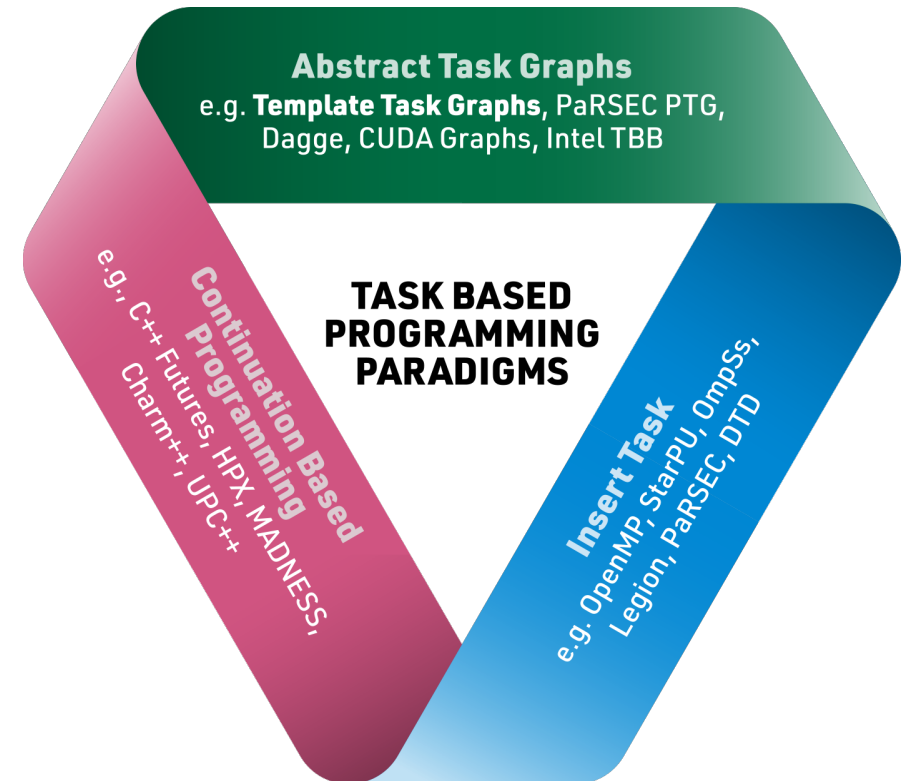 Abstract Task Graphs
e.g. Template Task Graphs, PaRSEC PTG,
Dagge, CUDA Graphs, Intel TBB
TASK BASED
PROGRAMMING
PARADIGMS
Continuation Based
Programming
e.g., C++ Futures, HPX, MADNESS,
Charm++, UPC++
Insert Task
e.g. OpenMP, StarPU, OmpSs,
Legion, PaRSEC, DTD